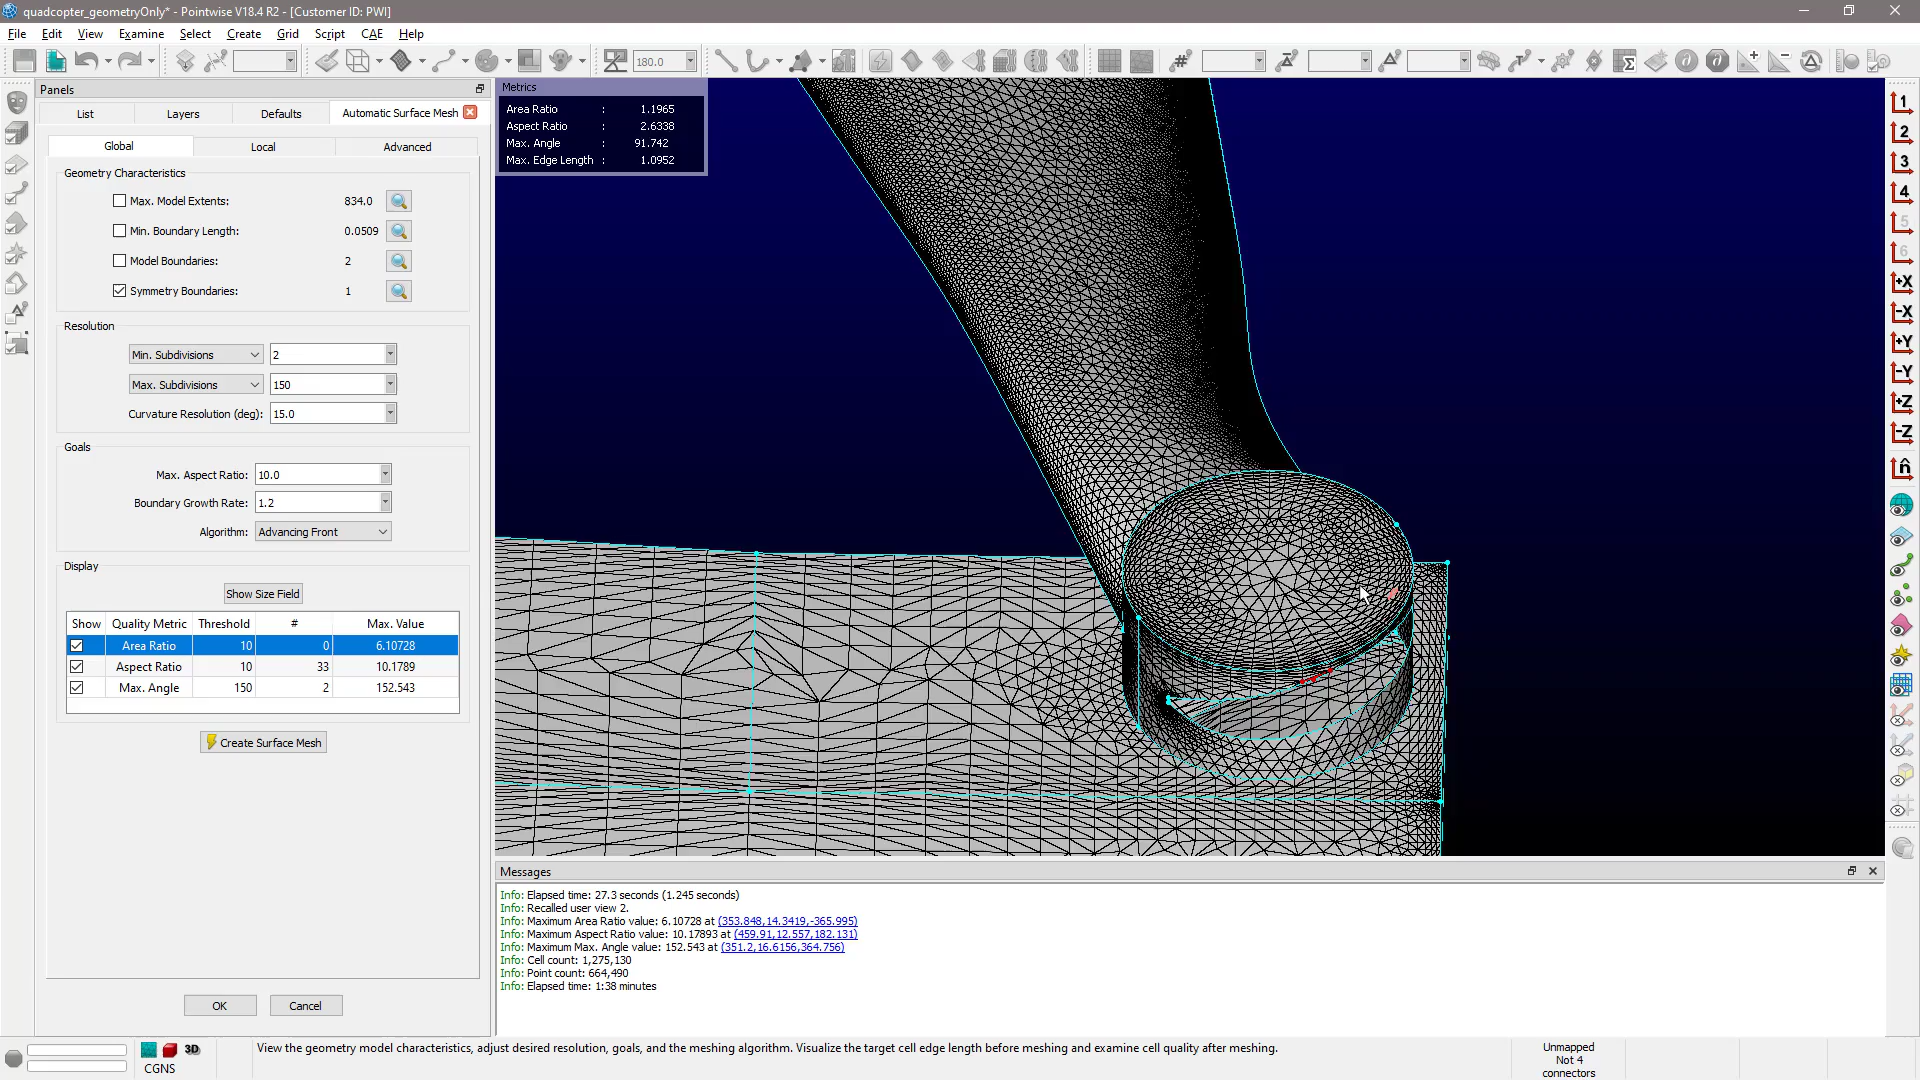 quadcopter_geometryOnly* - Pointwise V18.4 R2 - [Customer ID: PWI]
File Edit View Examine Select Create Grid Script CAE Help
180.0
Panels
List Layers Defaults Automatic Surface Mesh
Global Local Advanced
Geometry Characteristics
Max. Model Extents: 834.0
Min. Boundary Length: 0.0509
Model Boundaries: 2
Symmetry Boundaries: 1
Resolution
Min. Subdivisions 2
Max. Subdivisions 150
Curvature Resolution (deg): 15.0
Goals
Max. Aspect Ratio: 10.0
Boundary Growth Rate: 1.2
Algorithm: Advancing Front
Display
Show Size Field
Show Quality Metric Threshold # Max. Value
Area Ratio 10 0 6.10728
Aspect Ratio 10 33 10.1789
Max. Angle 150 2 152.543
Create Surface Mesh
OK Cancel
Metrics
Area Ratio : 1.1965
Aspect Ratio : 2.6338
Max. Angle : 91.742
Max. Edge Length : 1.0952
1
2
3
4
5
6
+X
-X
+Y
-Y
+Z
-Z
n̂
Messages
Info: Elapsed time: 27.3 seconds (1.245 seconds)
Info: Recalled user view 2.
Info: Maximum Area Ratio value: 6.10728 at (353.848,14.3419,-365.995)
Info: Maximum Aspect Ratio value: 10.17893 at (459.91,12.557,182.131)
Info: Maximum Max. Angle value: 152.543 at (351.2,16.6156,364.756)
Info: Cell count: 1,275,130
Info: Point count: 664,490
Info: Elapsed time: 1:38 minutes
3D
CGNS
View the geometry model characteristics, adjust desired resolution, goals, and the meshing algorithm. Visualize the target cell edge length before meshing and examine cell quality after meshing.
Unmapped
Not 4
connectors